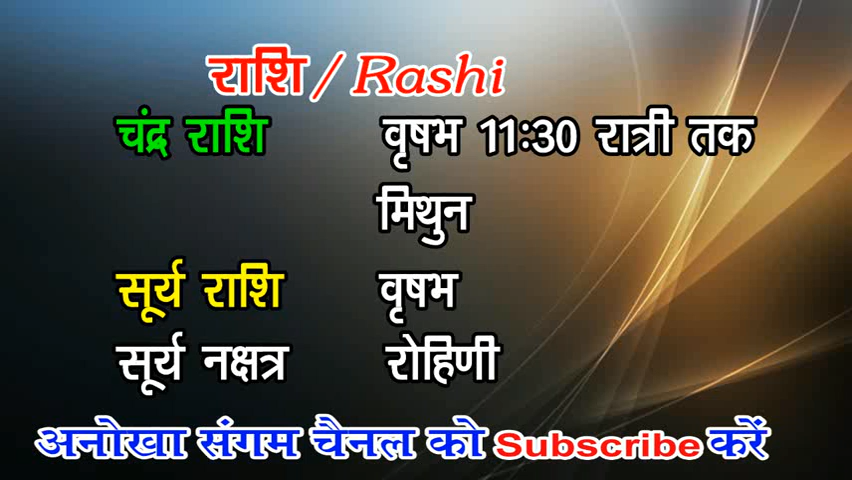 राशि / Rashi
चंद्र राशि वृषभ 11:30 रात्री तक
मिथुन
सूर्य राशि वृषभ
सूर्य नक्षत्र रोहिणी
अनोखा संगम चैनल को Subscribe करें